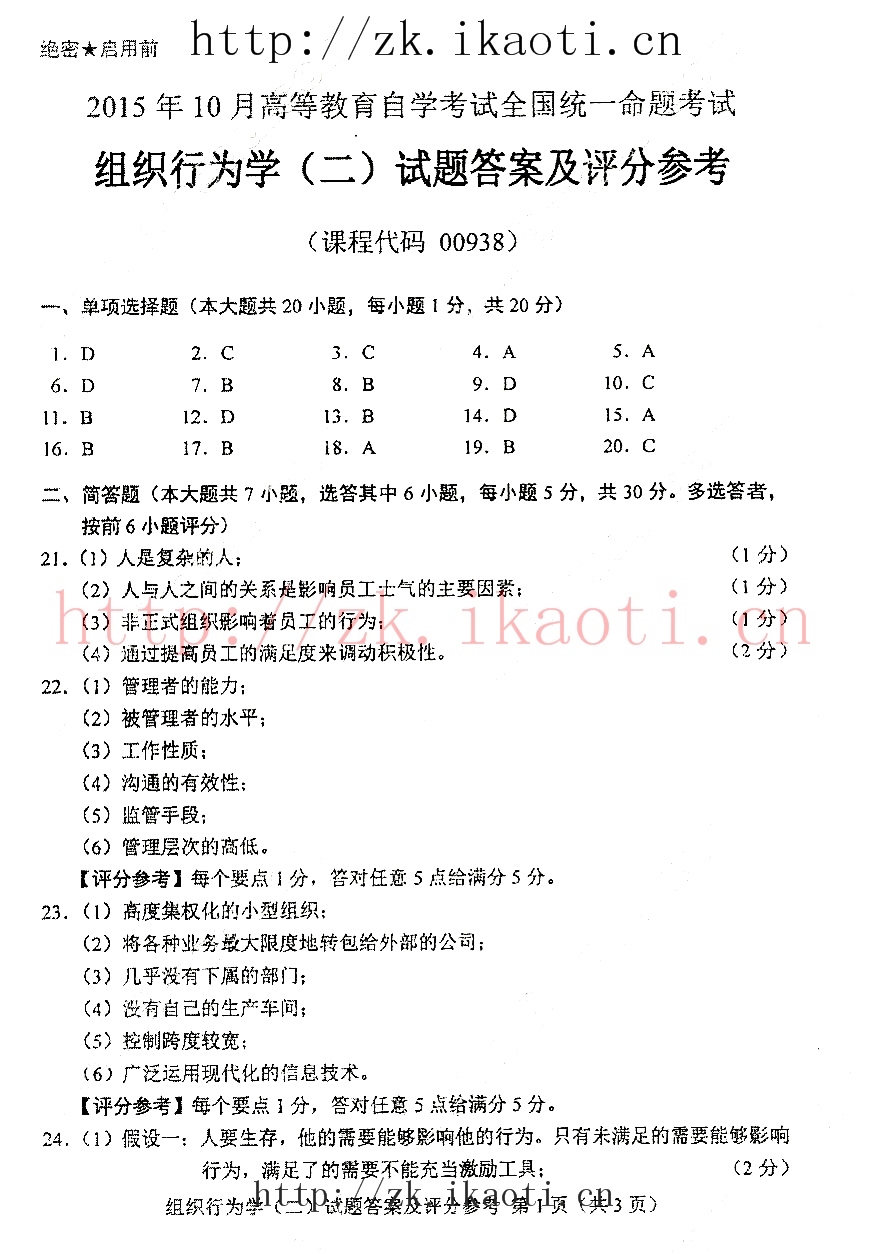 绝密★启用前
http://zk.ikaoti.cn
2015 年 10 月高等教育自学考试全国统一命题考试
组织行为学（二）试题答案及评分参考
（课程代码 00938）
一、单项选择题（本大题共 20 小题，每小题 1 分，共 20 分）
1. D 2. C 3. C 4. A 5. A
6. D 7. B 8. B 9. D 10. C
11. B 12. D 13. B 14. D 15. A
16. B 17. B 18. A 19. B 20. C
二、简答题（本大题共 7 小题，选答其中 6 小题，每小题 5 分，共 30 分。多选答者，
按前 6 小题评分）
21.（1）人是复杂的人；（1 分）
（2）人与人之间的关系是影响员工士气的主要因素；（1 分）
http://zk.ikaoti.cn
（3）非正式组织影响着员工的行为；（1 分）
（4）通过提高员工的满足度来调动积极性。（2 分）
22.（1）管理者的能力；
（2）被管理者的水平；
（3）工作性质；
（4）沟通的有效性；
（5）监管手段；
（6）管理层次的高低。
【评分参考】每个要点 1 分，答对任意 5 点给满分 5 分。
23.（1）高度集权化的小型组织；
（2）将各种业务最大限度地转包给外部的公司；
（3）几乎没有下属的部门；
（4）没有自己的生产车间；
（5）控制跨度较宽；
（6）广泛运用现代化的信息技术。
【评分参考】每个要点 1 分，答对任意 5 点给满分 5 分。
24.（1）假设一：人要生存，他的需要能够影响他的行为。只有未满足的需要能够影响
行为，满足了的需要不能充当激励工具；（2 分）
http://zk.ikaoti.cn
组织行为学（二）试题答案及评分参考 第 1 页（共 3 页）